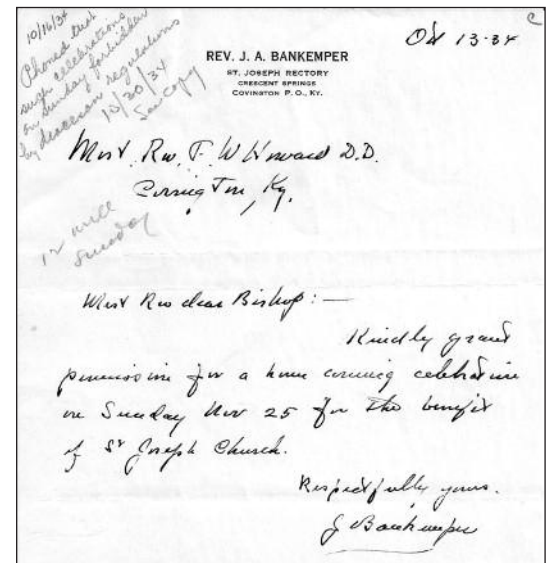 10/16/34
Phoned that
such celebrations
on Sunday forbidden
by diocesan regulations
10/20/34
See copy
C
Oct 13-34
REV. J. A. BANKEMPER
ST. JOSEPH RECTORY
CRESCENT SPRINGS
COVINGTON P. O., KY.
Most Rev. F. W Howard D.D.
Covington, Ky.
Sunday
Most Rev dear Bishop:—
Kindly grant
permission for a home coming celebration
on Sunday Nov 25 for the benefit
of St Joseph Church.
Respectfully yours.
J Bankemper